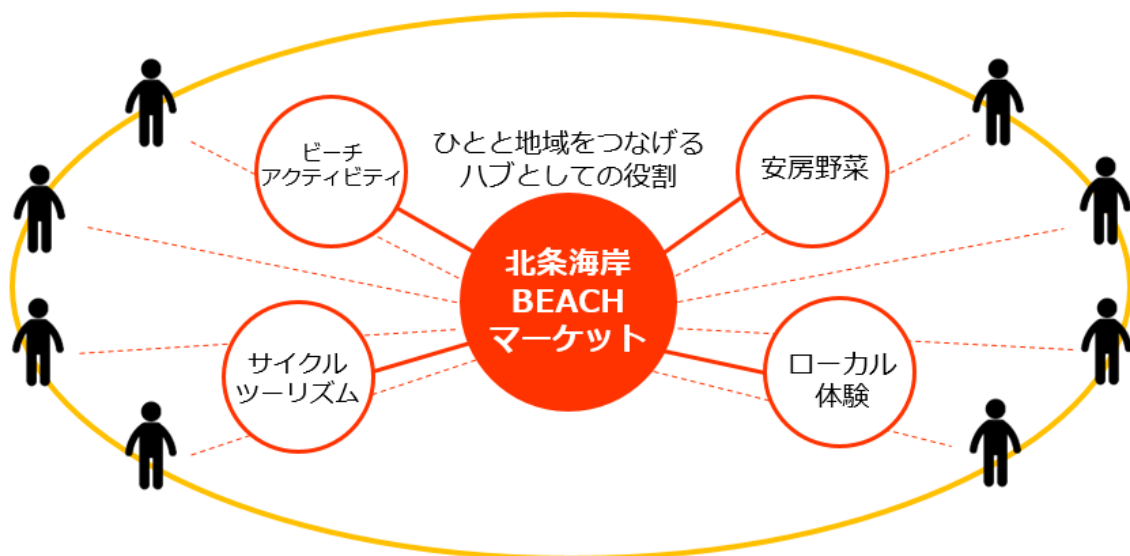 ひとと地域をつなげる
ハブとしての役割
ビーチ
アクティビティ
安房野菜
北条海岸
BEACH
マーケット
サイクル
ツーリズム
ローカル
体験